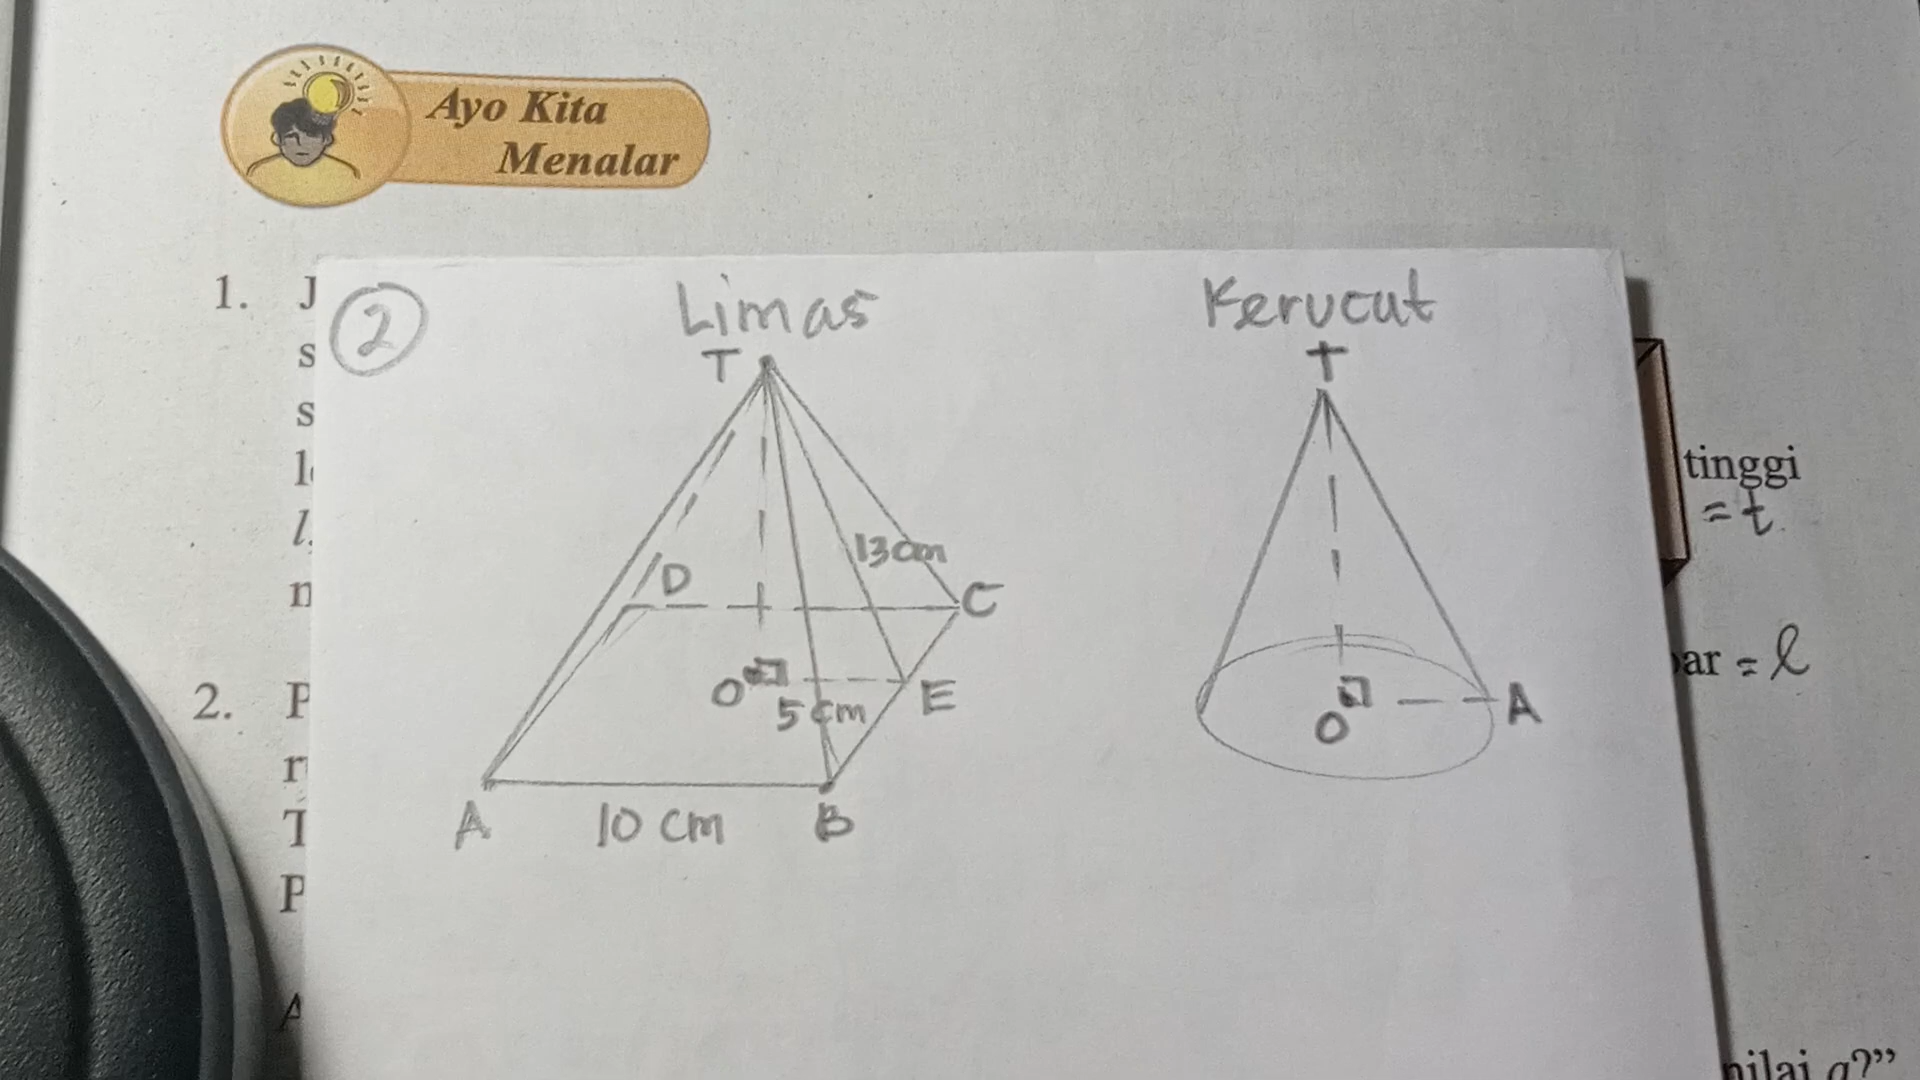 Ayo Kita
Menalar
1. J
2
Limas
Kerucut
s
T
T
s
tinggi
= t
13 cm
D
C
ar = l
2. P
O
5 cm
E
O
A
r
A
10 cm
B
T
P
A
nilai a?”